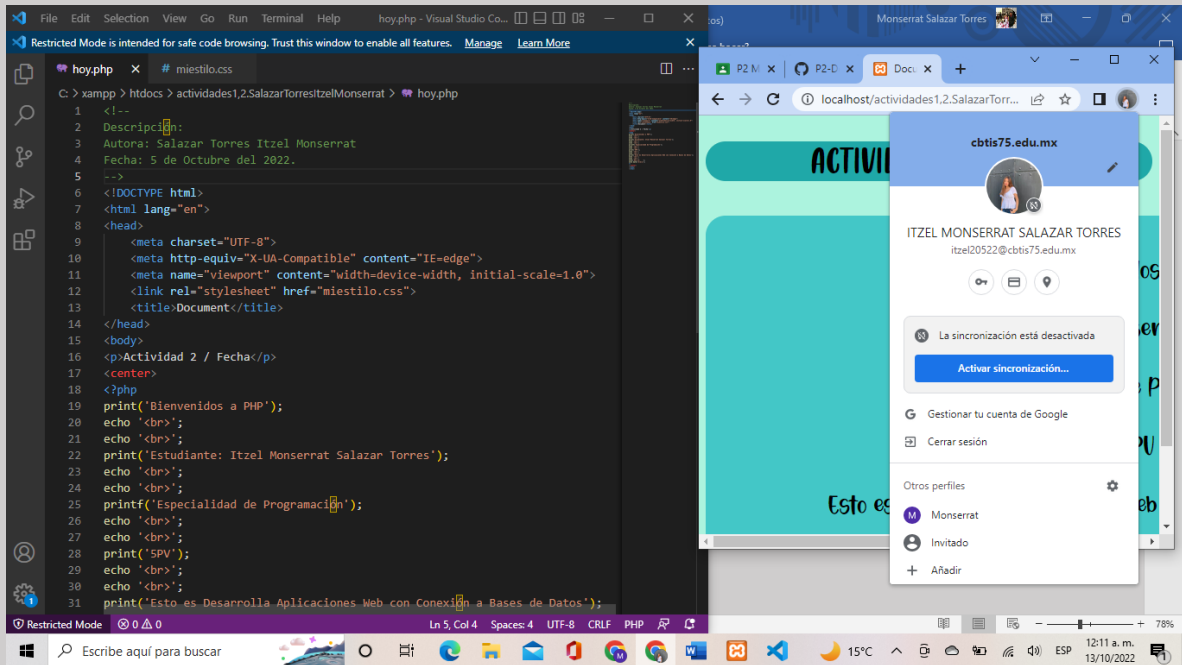 File Edit Selection View Go Run Terminal Help hoy.php - Visual Studio Co...
Restricted Mode is intended for safe code browsing. Trust this window to enable all features. Manage Learn More
hoy.php # miestilo.css
C: > xampp > htdocs > actividades1,2.SalazarTorresItzelMonserrat > hoy.php
1 <!--
2 Descripción:
3 Autora: Salazar Torres Itzel Monserrat
4 Fecha: 5 de Octubre del 2022.
5 -->
6 <!DOCTYPE html>
7 <html lang="en">
8 <head>
9 <meta charset="UTF-8">
10 <meta http-equiv="X-UA-Compatible" content="IE=edge">
11 <meta name="viewport" content="width=device-width, initial-scale=1.0">
12 <link rel="stylesheet" href="miestilo.css">
13 <title>Document</title>
14 </head>
15 <body>
16 <p>Actividad 2 / Fecha</p>
17 <center>
18 <?php
19 print('Bienvenidos a PHP');
20 echo '<br>';
21 echo '<br>';
22 print('Estudiante: Itzel Monserrat Salazar Torres');
23 echo '<br>';
24 echo '<br>';
25 printf('Especialidad de Programación');
26 echo '<br>';
27 echo '<br>';
28 print('5PV');
29 echo '<br>';
30 echo '<br>';
31 print('Esto es Desarrolla Aplicaciones Web con Conexión a Bases de Datos');
Restricted Mode 0 0 Ln 5, Col 4 Spaces: 4 UTF-8 CRLF PHP
Monserrat Salazar Torres
P2 M P2-D Docu
localhost/actividades1,2.SalazarTorr...
ACTIVI
Esto es
cbtis75.edu.mx
ITZEL MONSERRAT SALAZAR TORRES
itzel20522@cbtis75.edu.mx
La sincronización está desactivada
Activar sincronización...
Gestionar tu cuenta de Google
Cerrar sesión
Otros perfiles
M Monserrat
Invitado
Añadir
78%
Escribe aquí para buscar
15°C ESP 12:11 a. m.
13/10/2022